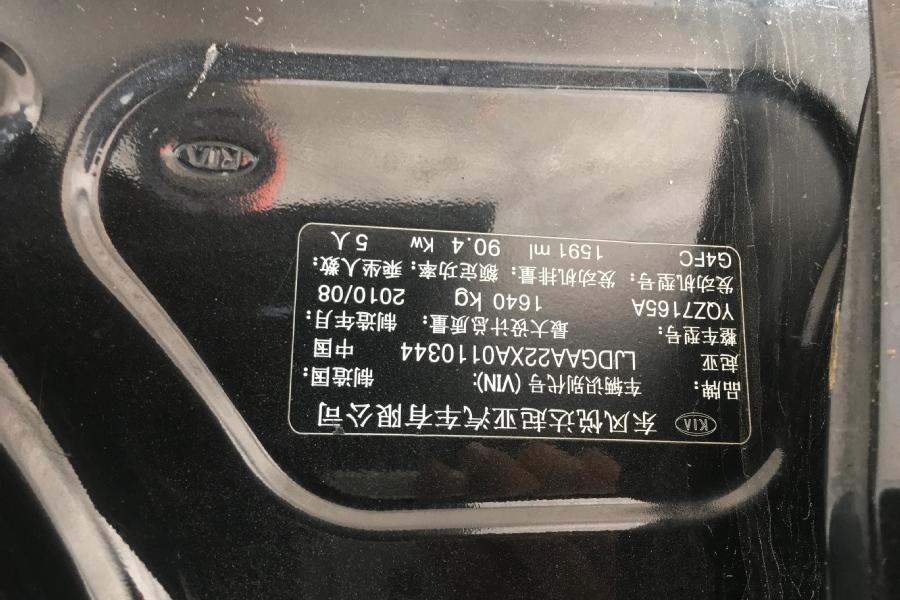 KIA 东风悦达起亚汽车有限公司
品牌： 车辆识别代号 (VIN): 制造国：
起亚 LJDGAA22XA0110344 中国
整车型号： 最大设计总质量： 制造年月：
YQZ7165A 1640 kg 2010/08
发动机型号： 发动机排量： 额定功率： 乘坐人数：
G4FC 1591 ml 90.4 Kw 5 人
KIA